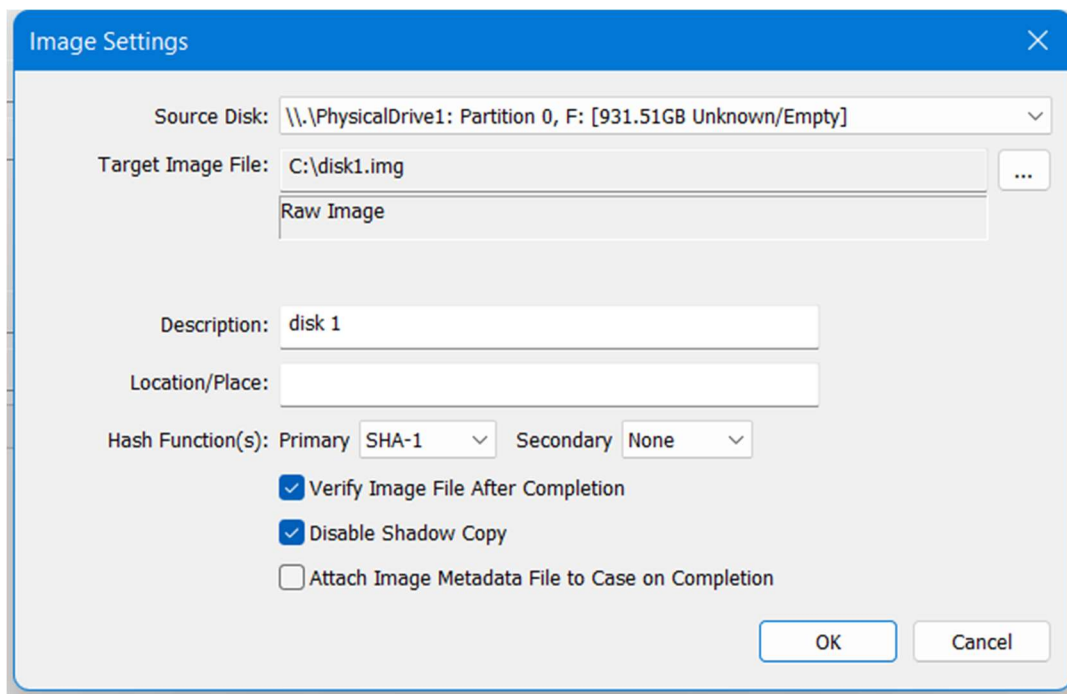 Image Settings
Source Disk: \\.\PhysicalDrive1: Partition 0, F: [931.51GB Unknown/Empty]
Target Image File: C:\disk1.img ...
Raw Image
Description: disk 1
Location/Place:
Hash Function(s): Primary SHA-1 Secondary None
Verify Image File After Completion
Disable Shadow Copy
Attach Image Metadata File to Case on Completion
OK Cancel